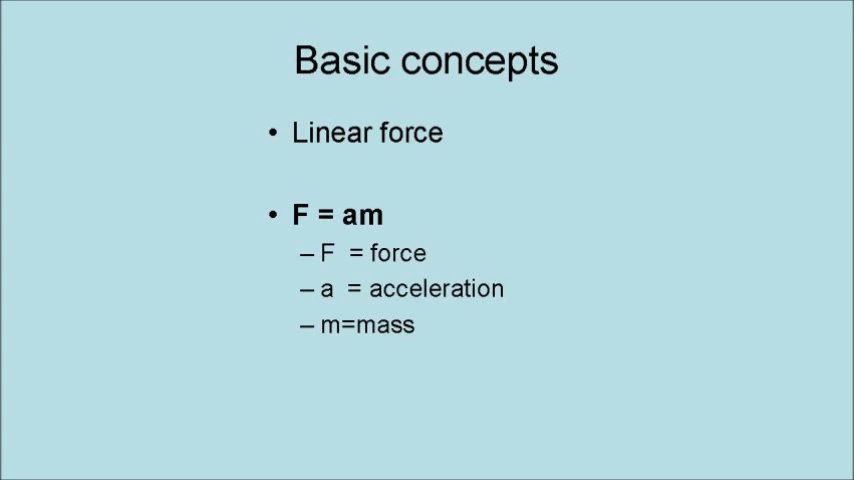 Basic concepts
• Linear force
• F = am
– F  = force
– a  = acceleration
– m=mass